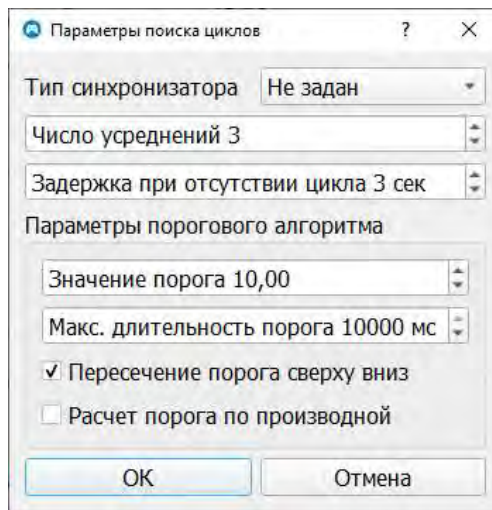 Параметры поиска циклов ?
Тип синхронизатора Не задан
Число усреднений 3
Задержка при отсутствии цикла 3 сек
Параметры порогового алгоритма
Значение порога 10,00
Макс. длительность порога 10000 мс
Пересечение порога сверху вниз
Расчет порога по производной
ОК Отмена